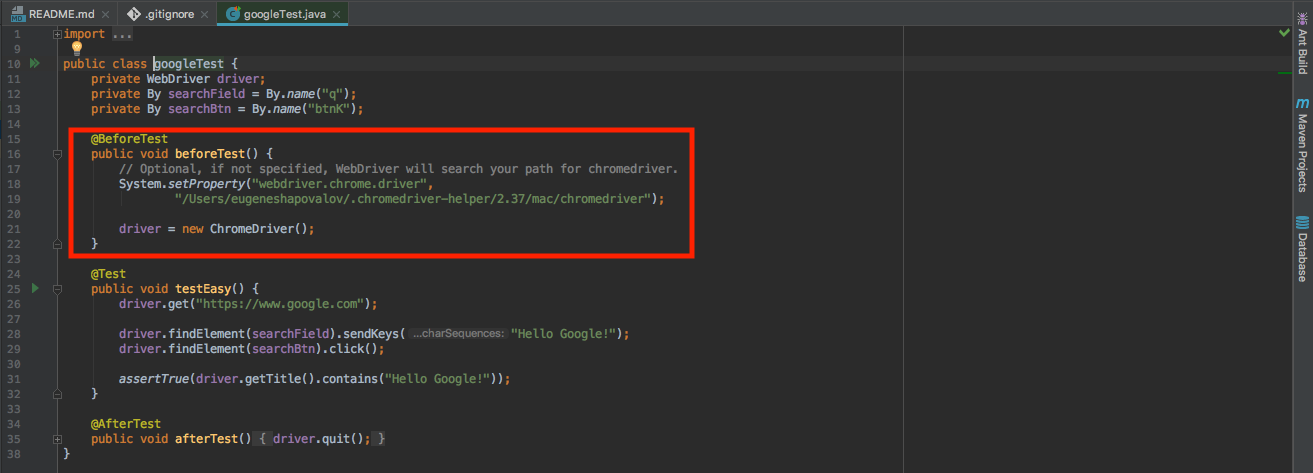 README.md
.gitignore
googleTest.java
1 import ...
9
10 public class googleTest {
11 private WebDriver driver;
12 private By searchField = By.name("q");
13 private By searchBtn = By.name("btnK");
14
15 @BeforeTest
16 public void beforeTest() {
17 // Optional, if not specified, WebDriver will search your path for chromedriver.
18 System.setProperty("webdriver.chrome.driver",
19 "/Users/eugeneshapovalov/.chromedriver-helper/2.37/mac/chromedriver");
20
21 driver = new ChromeDriver();
22 }
23
24 @Test
25 public void testEasy() {
26 driver.get("https://www.google.com");
27
28 driver.findElement(searchField).sendKeys( ...charSequences: "Hello Google!");
29 driver.findElement(searchBtn).click();
30
31 assertTrue(driver.getTitle().contains("Hello Google!"));
32 }
33
34 @AfterTest
35 public void afterTest() { driver.quit(); }
38 }
Ant Build
m Maven Projects
Database